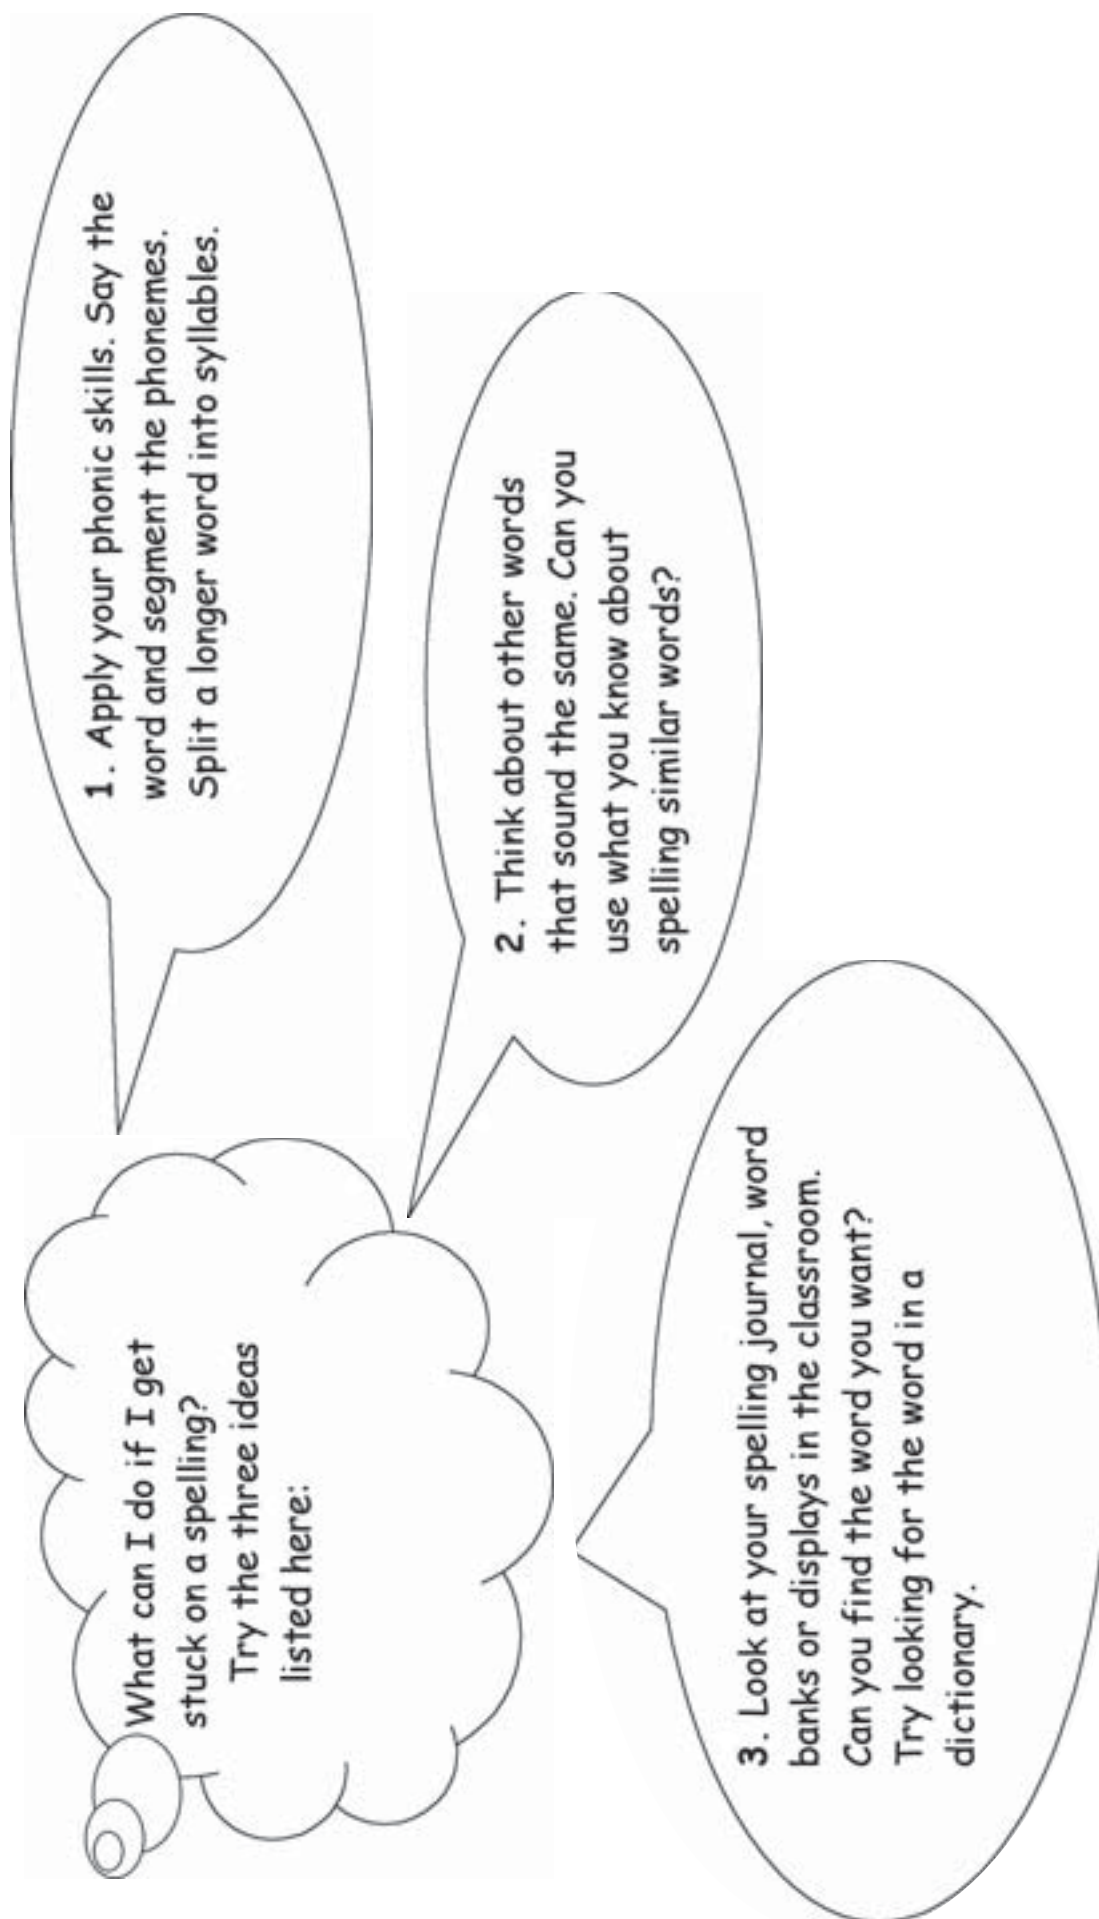 What can I do if I get
stuck on a spelling?
Try the three ideas
listed here:
1. Apply your phonic skills. Say the
word and segment the phonemes.
Split a longer word into syllables.
2. Think about other words
that sound the same. Can you
use what you know about
spelling similar words?
3. Look at your spelling journal, word
banks or displays in the classroom.
Can you find the word you want?
Try looking for the word in a
dictionary.